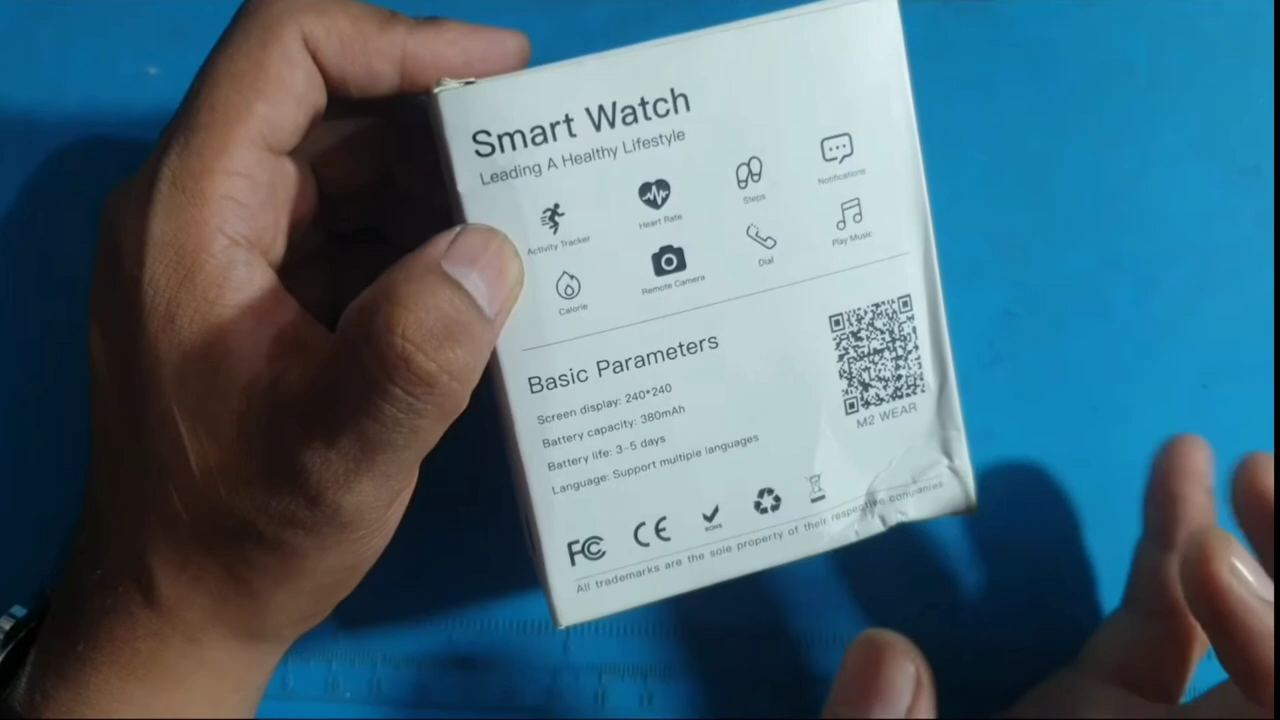 Smart Watch
Leading A Healthy Lifestyle
Activity Tracker
Heart Rate
Steps
Notifications
Calorie
Remote Camera
Dial
Play Music
Basic Parameters
Screen display: 240*240
Battery capacity: 380mAh
Battery life: 3-5 days
Language: Support multiple languages
M2 WEAR
FC
CE
RoHS
All trademarks are the sole property of their respective companies